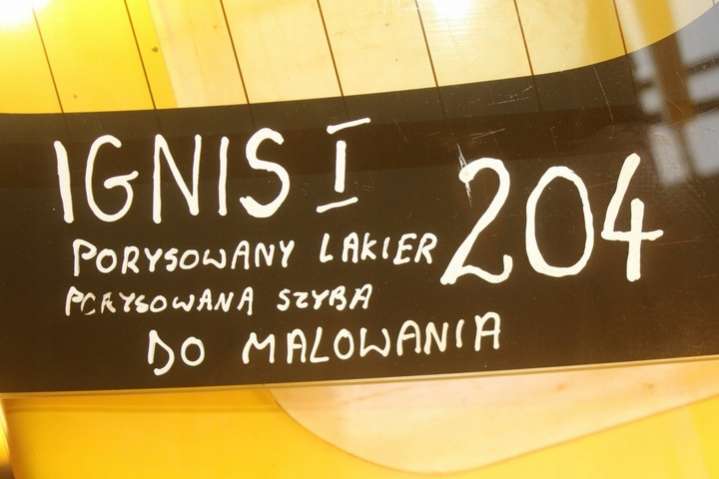 IGNIS I
204
PORYSOWANY LAKIER
PORYSOWANA SZYBA
DO MALOWANIA